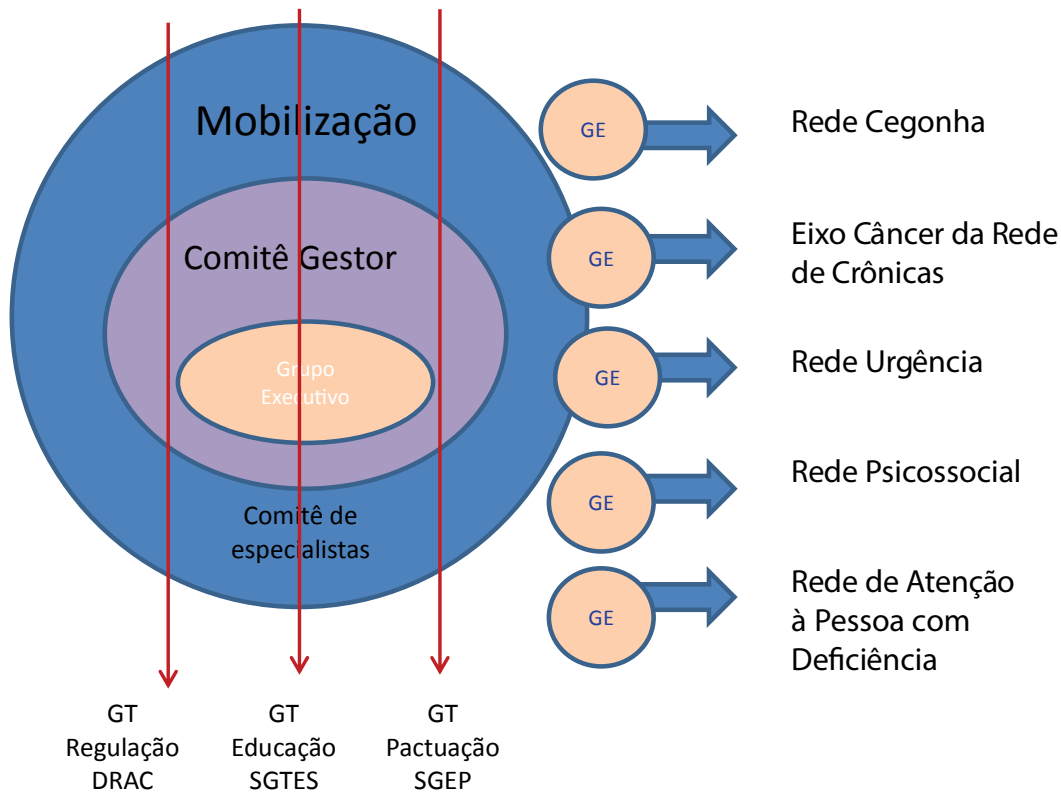 Mobilização
Comitê Gestor
Grupo
Executivo
Comitê de
especialistas
GE
Rede Cegonha
GE
Eixo Câncer da Rede
de Crônicas
GE
Rede Urgência
GE
Rede Psicossocial
GE
Rede de Atenção
à Pessoa com
Deficiência
GT
Regulação
DRAC
GT
Educação
SGTES
GT
Pactuação
SGEP